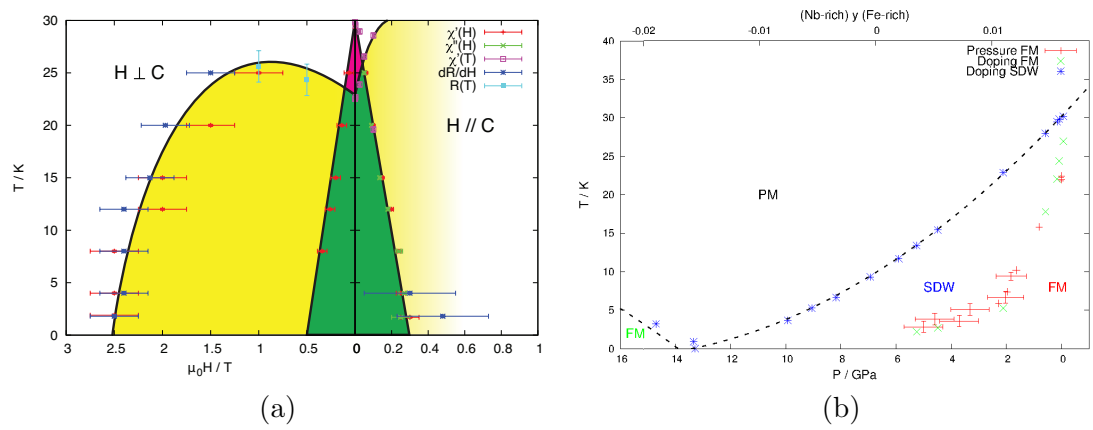 30
25
20
15
10
5
0
T / K
3
2.5
2
1.5
1
0.5
0
0.2
0.4
0.6
0.8
1
μ₀H / T
H ⊥ C
H // C
χ'(H)
χ"(H)
χ'(T)
dR/dH
R(T)
(a)
(Nb-rich) y (Fe-rich)
-0.02
-0.01
0
0.01
40
35
30
25
20
15
10
5
0
T / K
Pressure FM
Doping FM
Doping SDW
PM
SDW
FM
FM
16
14
12
10
8
6
4
2
0
P / GPa
(b)